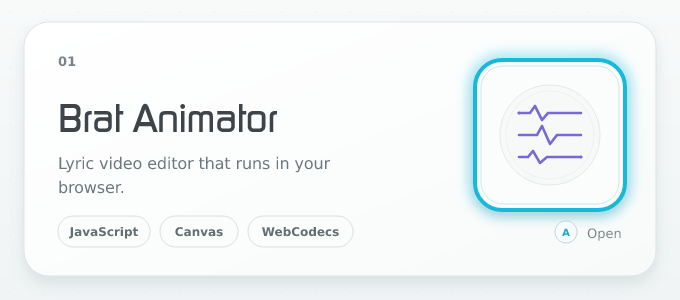 01
Brat Animator
Lyric video editor that runs in your
browser.
JavaScript
Canvas
WebCodecs
A
Open